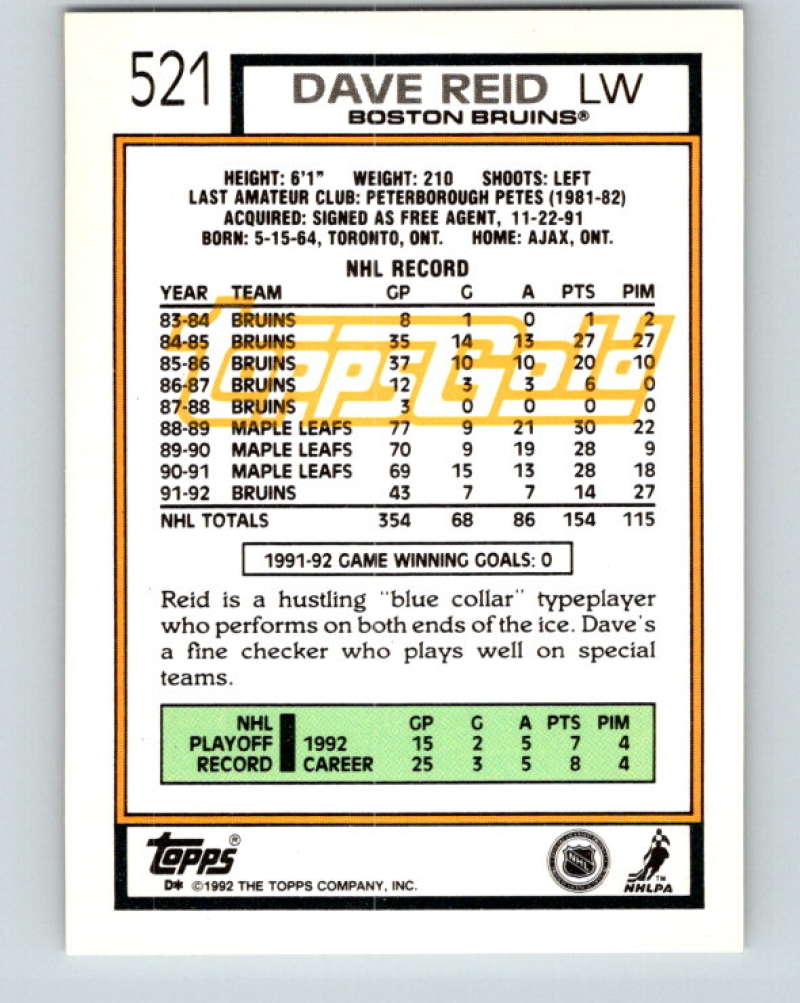 521
DAVE REID LW
BOSTON BRUINS®
HEIGHT: 6'1" WEIGHT: 210 SHOOTS: LEFT
LAST AMATEUR CLUB: PETERBOROUGH PETES (1981-82)
ACQUIRED: SIGNED AS FREE AGENT, 11-22-91
BORN: 5-15-64, TORONTO, ONT. HOME: AJAX, ONT.
NHL RECORD
YEAR TEAM GP G A PTS PIM
83-84 BRUINS 8 1 0 1 2
84-85 BRUINS 35 14 13 27 27
85-86 BRUINS 37 10 10 20 10
86-87 BRUINS 12 3 3 6 0
87-88 BRUINS 3 0 0 0 0
88-89 MAPLE LEAFS 77 9 21 30 22
89-90 MAPLE LEAFS 70 9 19 28 9
90-91 MAPLE LEAFS 69 15 13 28 18
91-92 BRUINS 43 7 7 14 27
NHL TOTALS 354 68 86 154 115
ToppsGold
1991-92 GAME WINNING GOALS: 0
Reid is a hustling "blue collar" typeplayer
who performs on both ends of the ice. Dave's
a fine checker who plays well on special
teams.
NHL GP G A PTS PIM
PLAYOFF 1992 15 2 5 7 4
RECORD CAREER 25 3 5 8 4
Topps®
D* ©1992 THE TOPPS COMPANY, INC.
NHL
NHLPA™